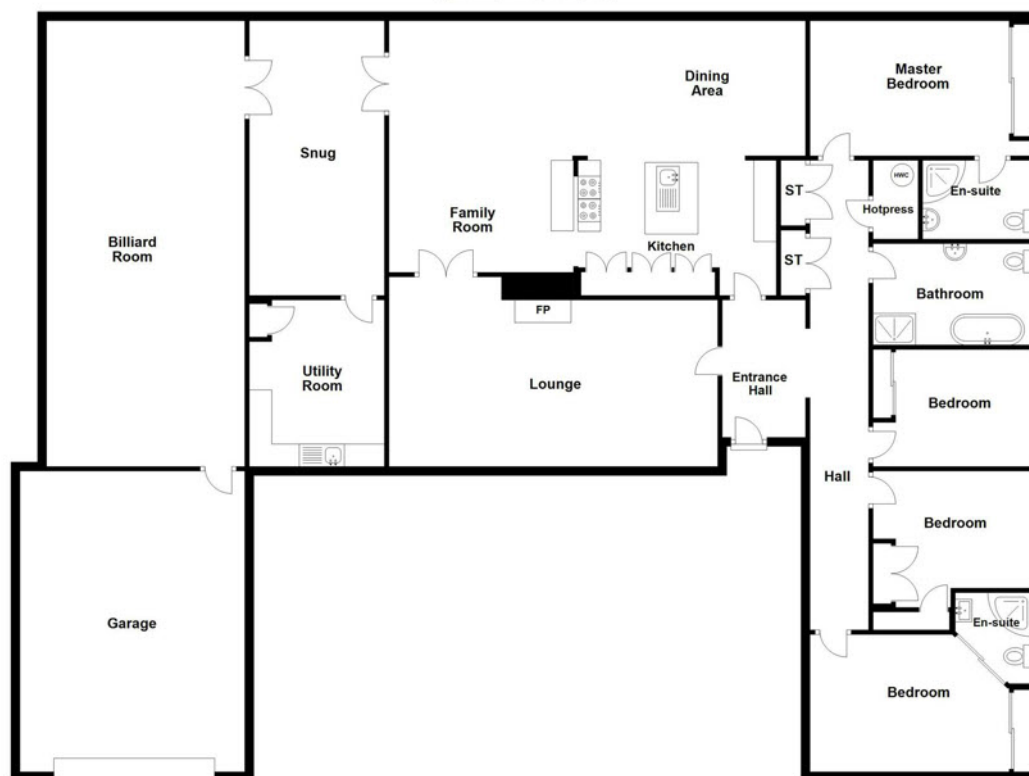 Dining
Area
Master
Bedroom
Snug
HWC
ST
En-suite
Hotpress
Family
Room
Billiard
Room
Kitchen
ST
Bathroom
FP
Utility
Room
Lounge
Entrance
Hall
Bedroom
Hall
Bedroom
Garage
En-suite
Bedroom